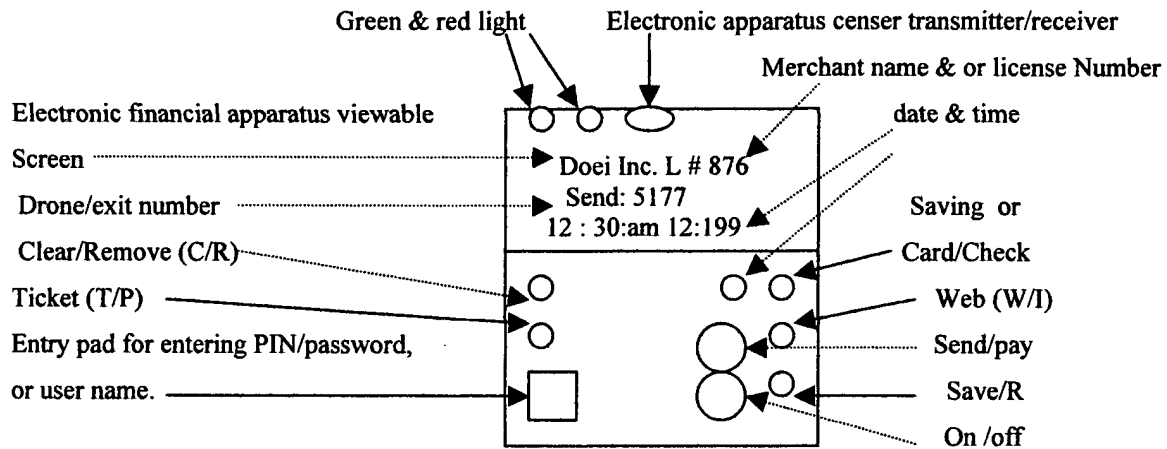 Green & red light Electronic apparatus censer transmitter/receiver
Merchant name & or license Number
Electronic financial apparatus viewable date & time
Screen Doei Inc. L # 876
Send: 5177
Drone/exit number Saving or
12 : 30:am 12:199
Clear/Remove (C/R) Card/Check
Ticket (T/P) Web (W/I)
Entry pad for entering PIN/password, Send/pay
or user name. Save/R
On /off